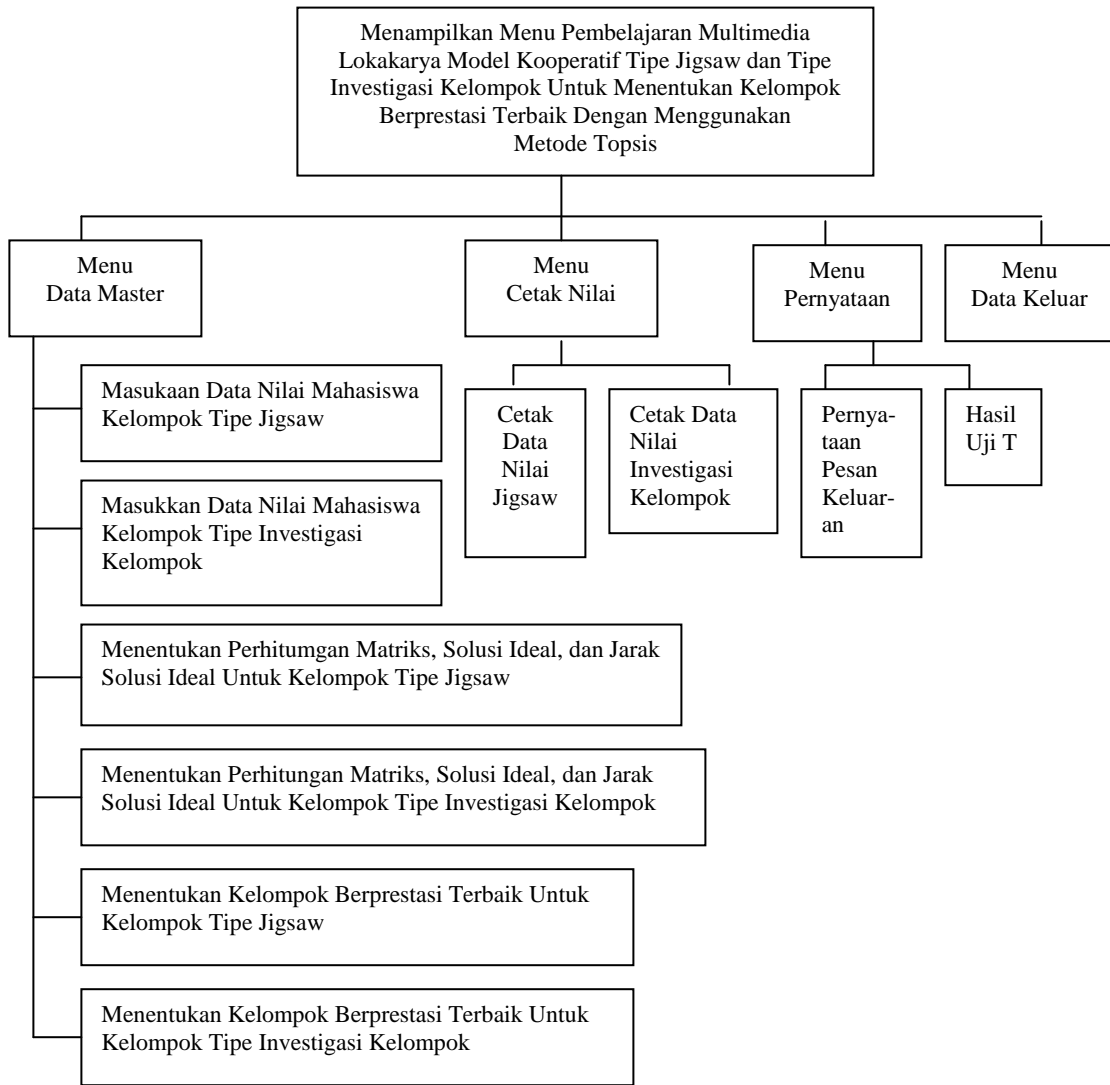 Menampilkan Menu Pembelajaran Multimedia
Lokakarya Model Kooperatif Tipe Jigsaw dan Tipe
Investigasi Kelompok Untuk Menentukan Kelompok
Berprestasi Terbaik Dengan Menggunakan
Metode Topsis
Menu
Data Master
Menu
Cetak Nilai
Menu
Pernyataan
Menu
Data Keluar
Masukaan Data Nilai Mahasiswa
Kelompok Tipe Jigsaw
Masukkan Data Nilai Mahasiswa
Kelompok Tipe Investigasi
Kelompok
Menentukan Perhitumgan Matriks, Solusi Ideal, dan Jarak
Solusi Ideal Untuk Kelompok Tipe Jigsaw
Menentukan Perhitungan Matriks, Solusi Ideal, dan Jarak
Solusi Ideal Untuk Kelompok Tipe Investigasi Kelompok
Menentukan Kelompok Berprestasi Terbaik Untuk
Kelompok Tipe Jigsaw
Menentukan Kelompok Berprestasi Terbaik Untuk
Kelompok Tipe Investigasi Kelompok
Cetak
Data
Nilai
Jigsaw
Cetak Data
Nilai
Investigasi
Kelompok
Pernya-
taan
Pesan
Keluar-
an
Hasil
Uji T